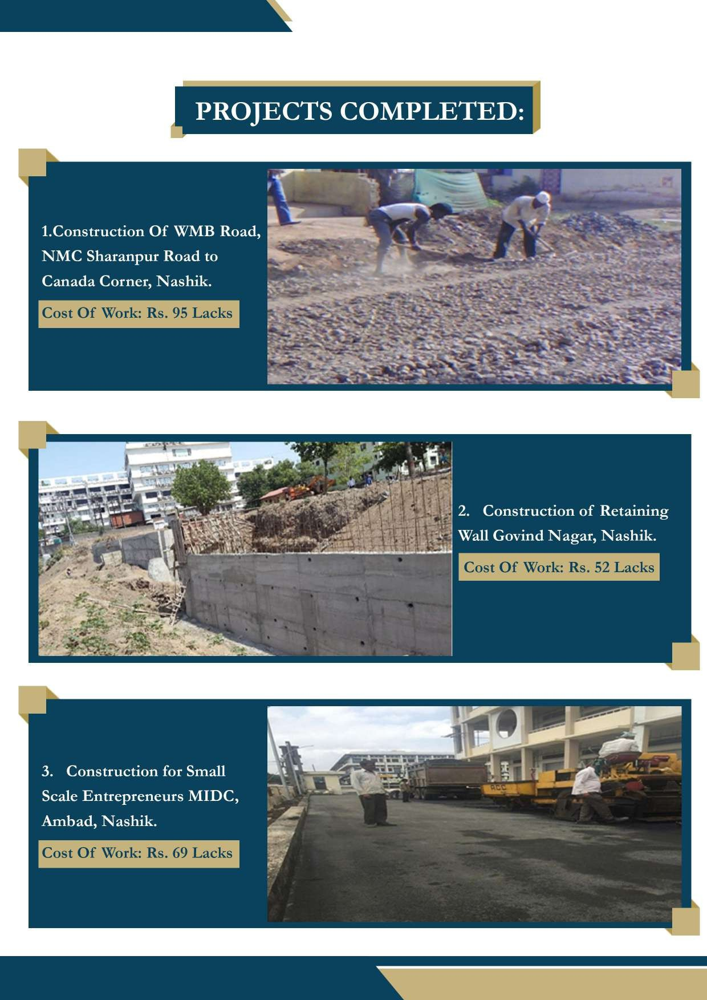 PROJECTS COMPLETED:
1.Construction Of WMB Road,
NMC Sharanpur Road to
Canada Corner, Nashik.
Cost Of Work: Rs. 95 Lacks
2. Construction of Retaining
Wall Govind Nagar, Nashik.
Cost Of Work: Rs. 52 Lacks
3. Construction for Small
Scale Entrepreneurs MIDC,
Ambad, Nashik.
Cost Of Work: Rs. 69 Lacks
ACC